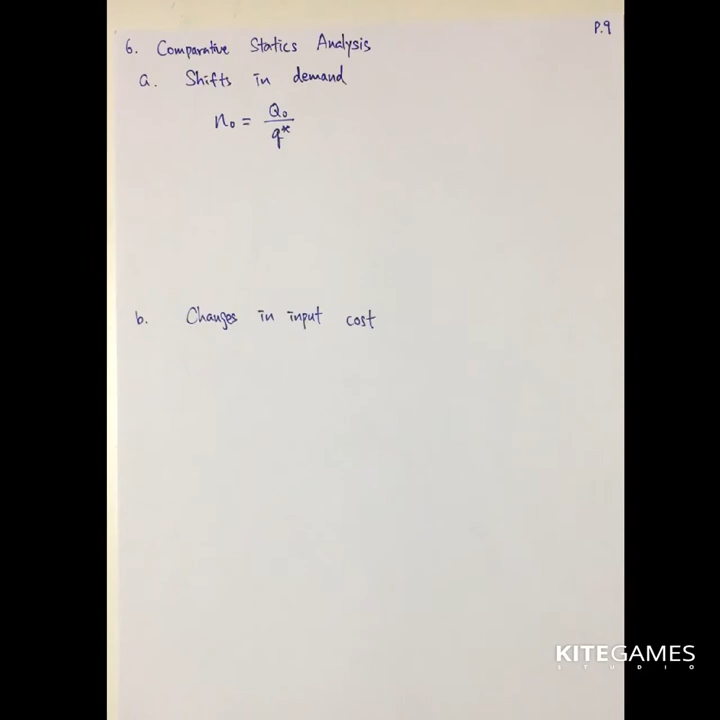 P.9
6. Comparative Statics Analysis
a. Shifts in demand
n₀ = Q₀ / q*
b. Changes in input cost
KITEGAMES
STUDIO